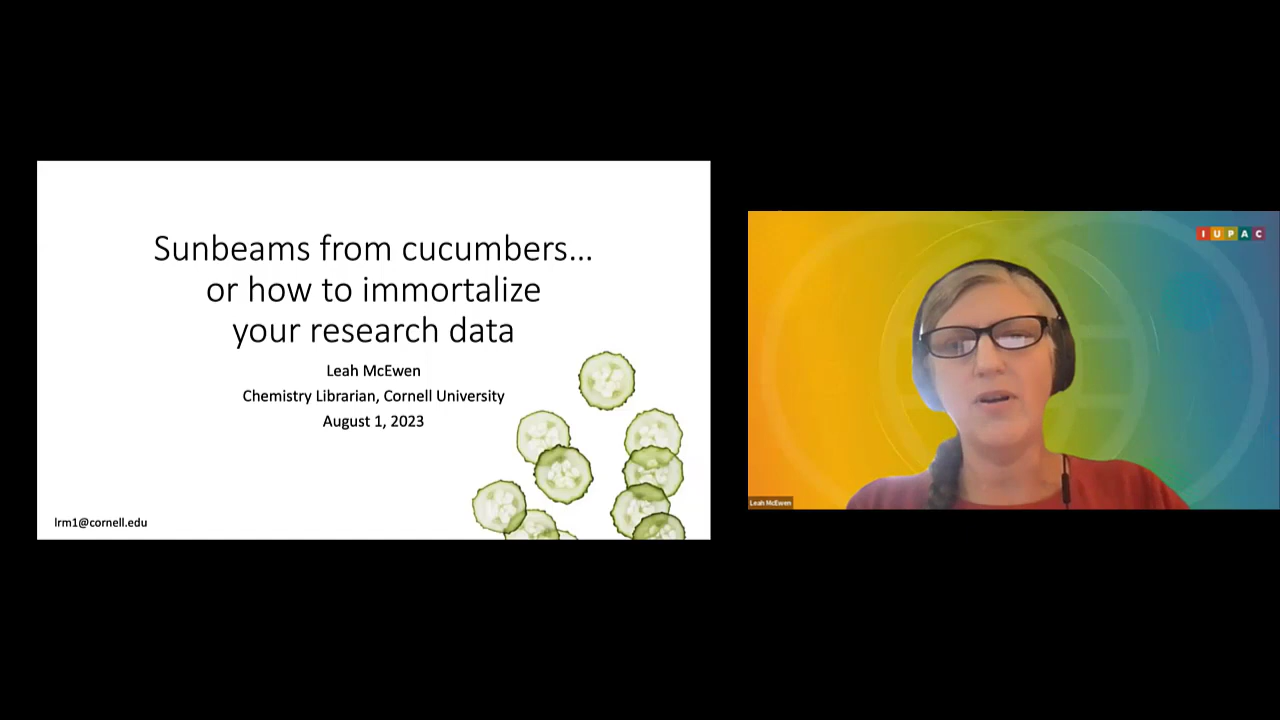 Sunbeams from cucumbers...
or how to immortalize
your research data
Leah McEwen
Chemistry Librarian, Cornell University
August 1, 2023
lrm1@cornell.edu
IUPAC
Leah McEwen